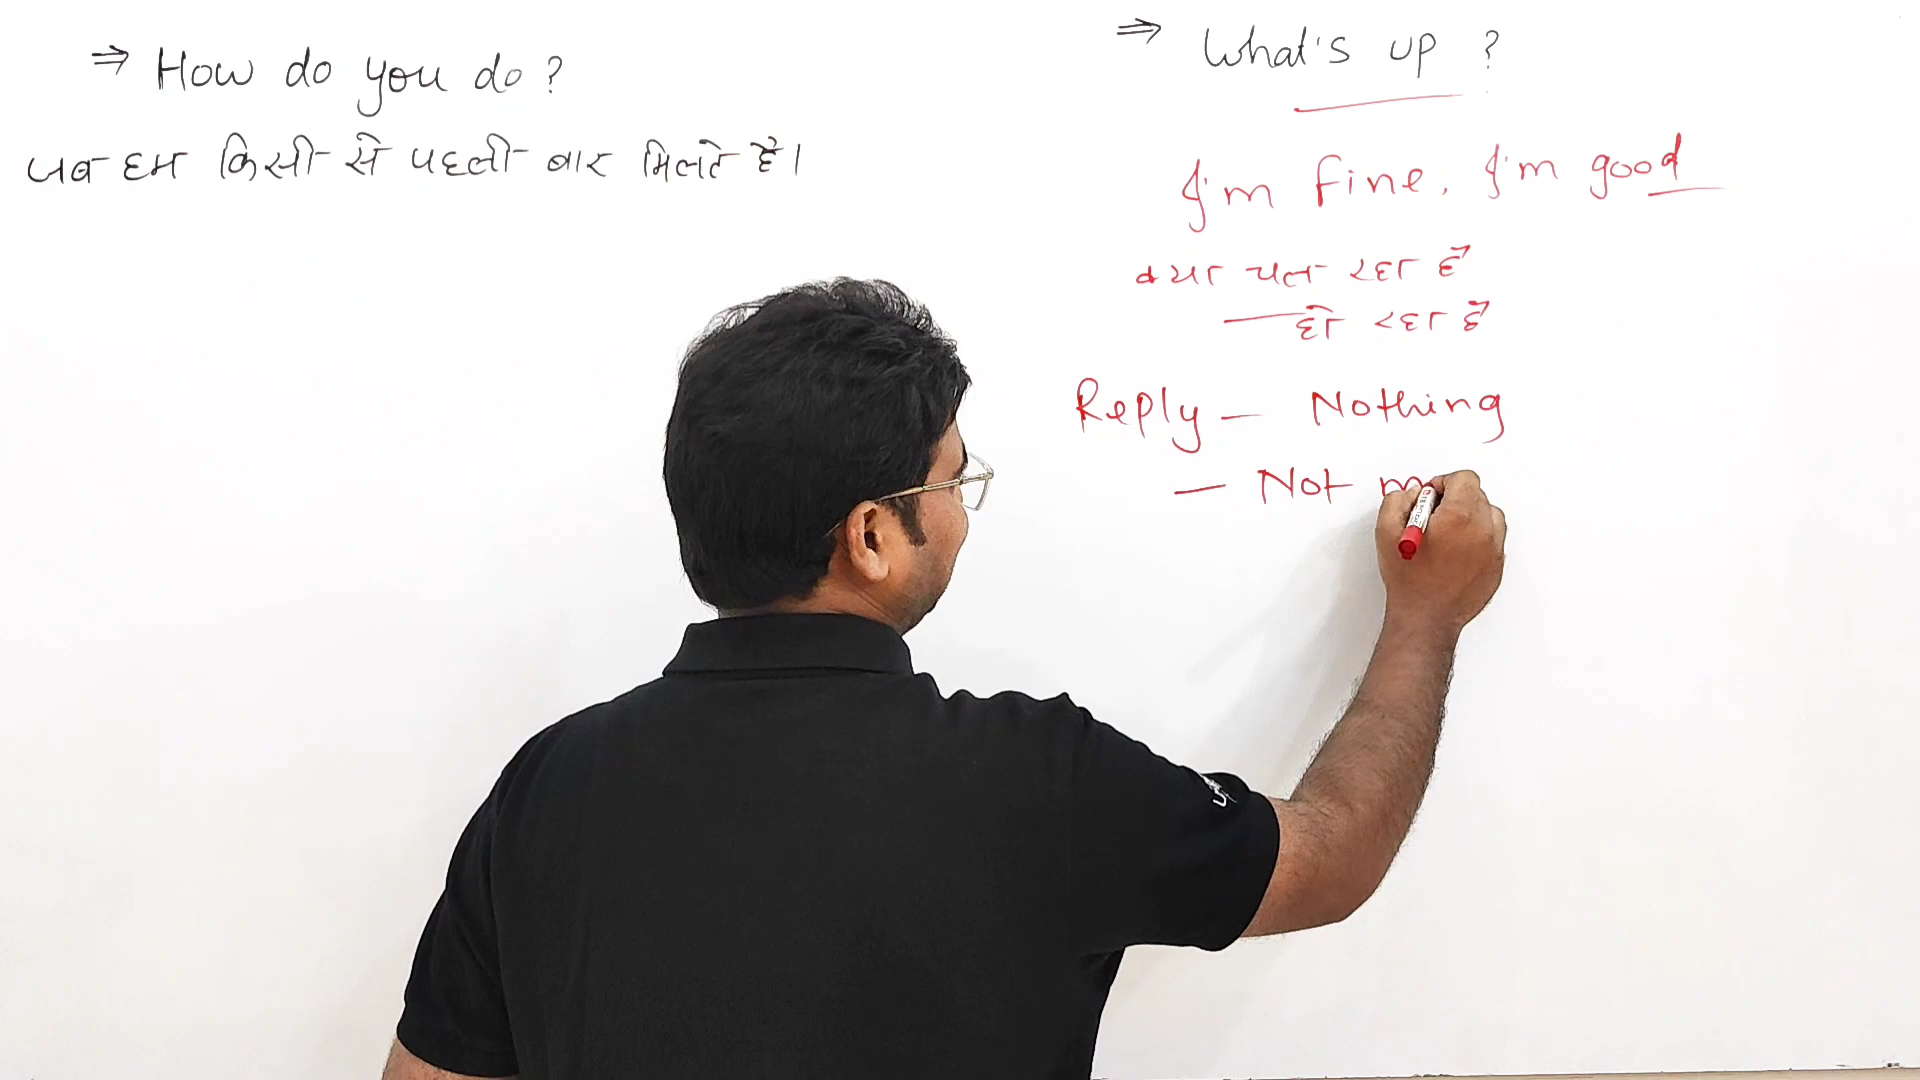 ⇒ How do you do?
जब हम किसी से पहली बार मिलते है।
⇒ What's up ?
I'm fine, I'm good
क्या चल रहा है
हो रहा है
Reply - Nothing
- Not m